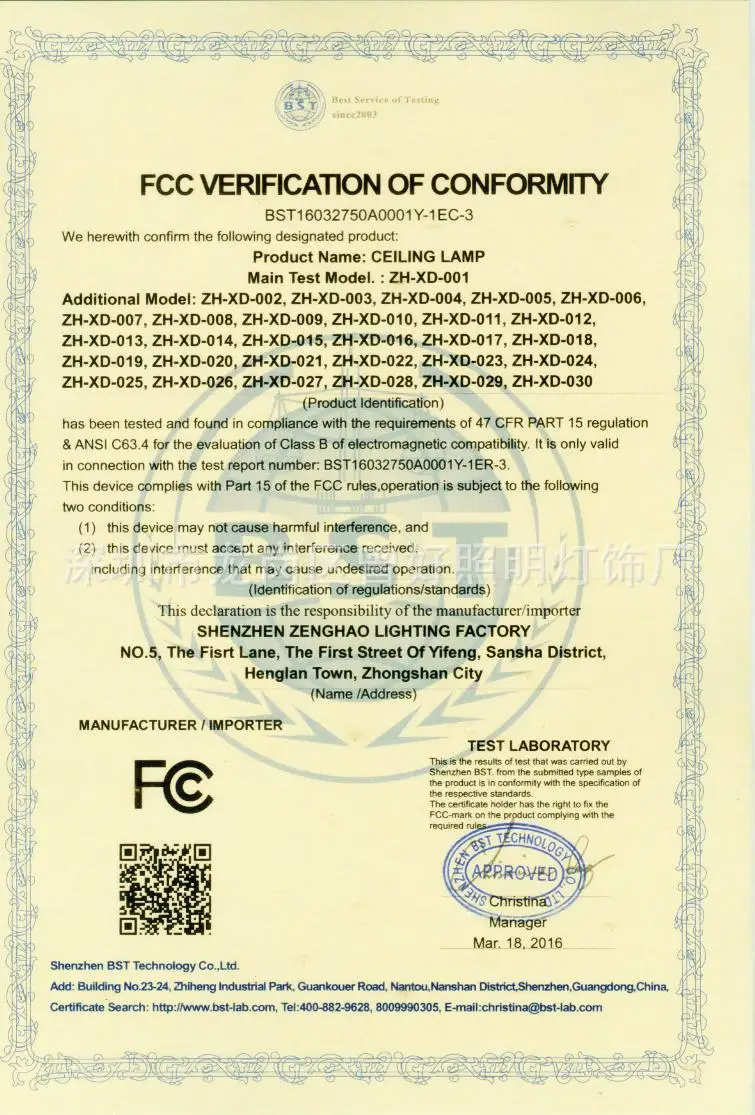 BST
Best Service of Testing
since2003
FCC VERIFICATION OF CONFORMITY
BST16032750A0001Y-1EC-3
We herewith confirm the following designated product:
Product Name: CEILING LAMP
Main Test Model. : ZH-XD-001
Additional Model: ZH-XD-002, ZH-XD-003, ZH-XD-004, ZH-XD-005, ZH-XD-006,
ZH-XD-007, ZH-XD-008, ZH-XD-009, ZH-XD-010, ZH-XD-011, ZH-XD-012,
ZH-XD-013, ZH-XD-014, ZH-XD-015, ZH-XD-016, ZH-XD-017, ZH-XD-018,
ZH-XD-019, ZH-XD-020, ZH-XD-021, ZH-XD-022, ZH-XD-023, ZH-XD-024,
ZH-XD-025, ZH-XD-026, ZH-XD-027, ZH-XD-028, ZH-XD-029, ZH-XD-030
(Product Identification)
has been tested and found in compliance with the requirements of 47 CFR PART 15 regulation
& ANSI C63.4 for the evaluation of Class B of electromagnetic compatibility. It is only valid
in connection with the test report number: BST16032750A0001Y-1ER-3.
This device complies with Part 15 of the FCC rules,operation is subject to the following
two conditions:
(1) this device may not cause harmful interference, and
(2) this device must accept any interference received,
including interference that may cause undesired operation.
BST
深圳市龙 照明灯饰厂
(Identification of regulations/standards)
This declaration is the responsibility of the manufacturer/importer
SHENZHEN ZENGHAO LIGHTING FACTORY
NO.5, The Fisrt Lane, The First Street Of Yifeng, Sansha District,
Henglan Town, Zhongshan City
(Name /Address)
MANUFACTURER / IMPORTER
FCC
TEST LABORATORY
This is the results of test that was carried out by
Shenzhen BST. from the submitted type samples of
the product is in conformity with the specification of
the respective standards.
The certificate holder has the right to fix the
FCC-mark on the product complying with the
required rules.
SHENZHEN BST TECHNOLOGY CO.,LTD
APPROVED
Christina
Manager
Mar. 18, 2016
Shenzhen BST Technology Co.,Ltd.
Add: Building No.23-24, Zhiheng Industrial Park, Guankouer Road, Nantou,Nanshan District,Shenzhen,Guangdong,China,
Certificate Search: http://www.bst-lab.com, Tel:400-882-9628, 8009990305, E-mail:christina@bst-lab.com